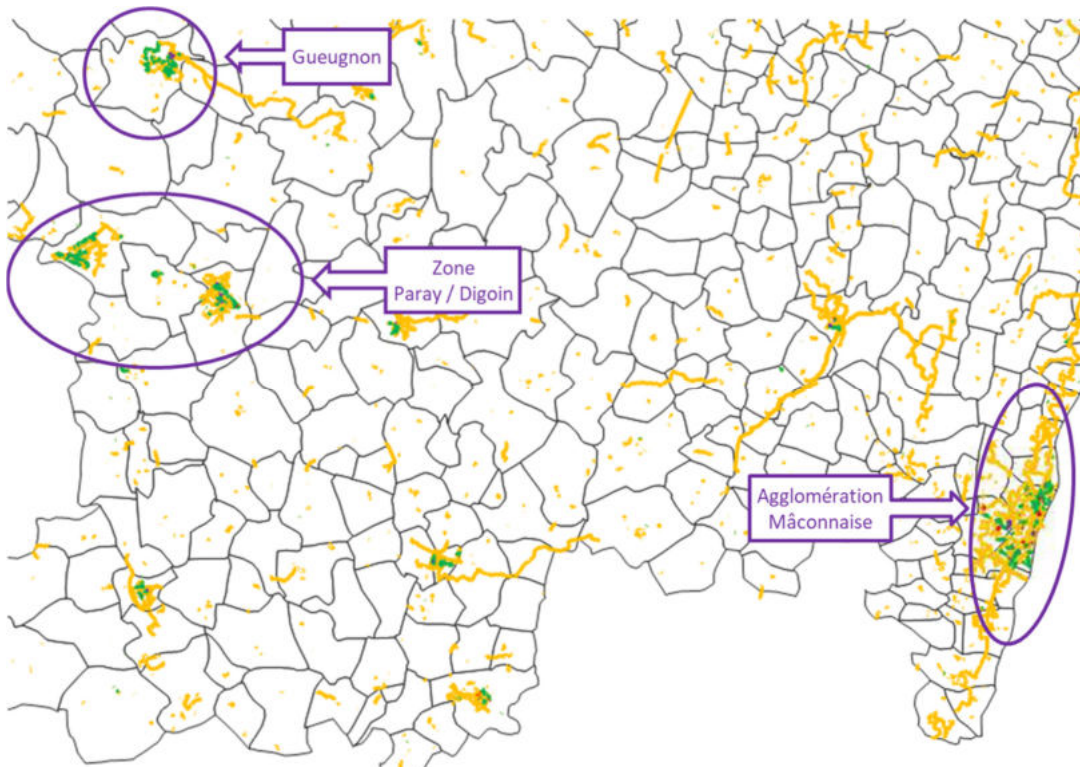 Gueugnon
Zone
Paray / Digoin
Agglomération
Mâconnaise